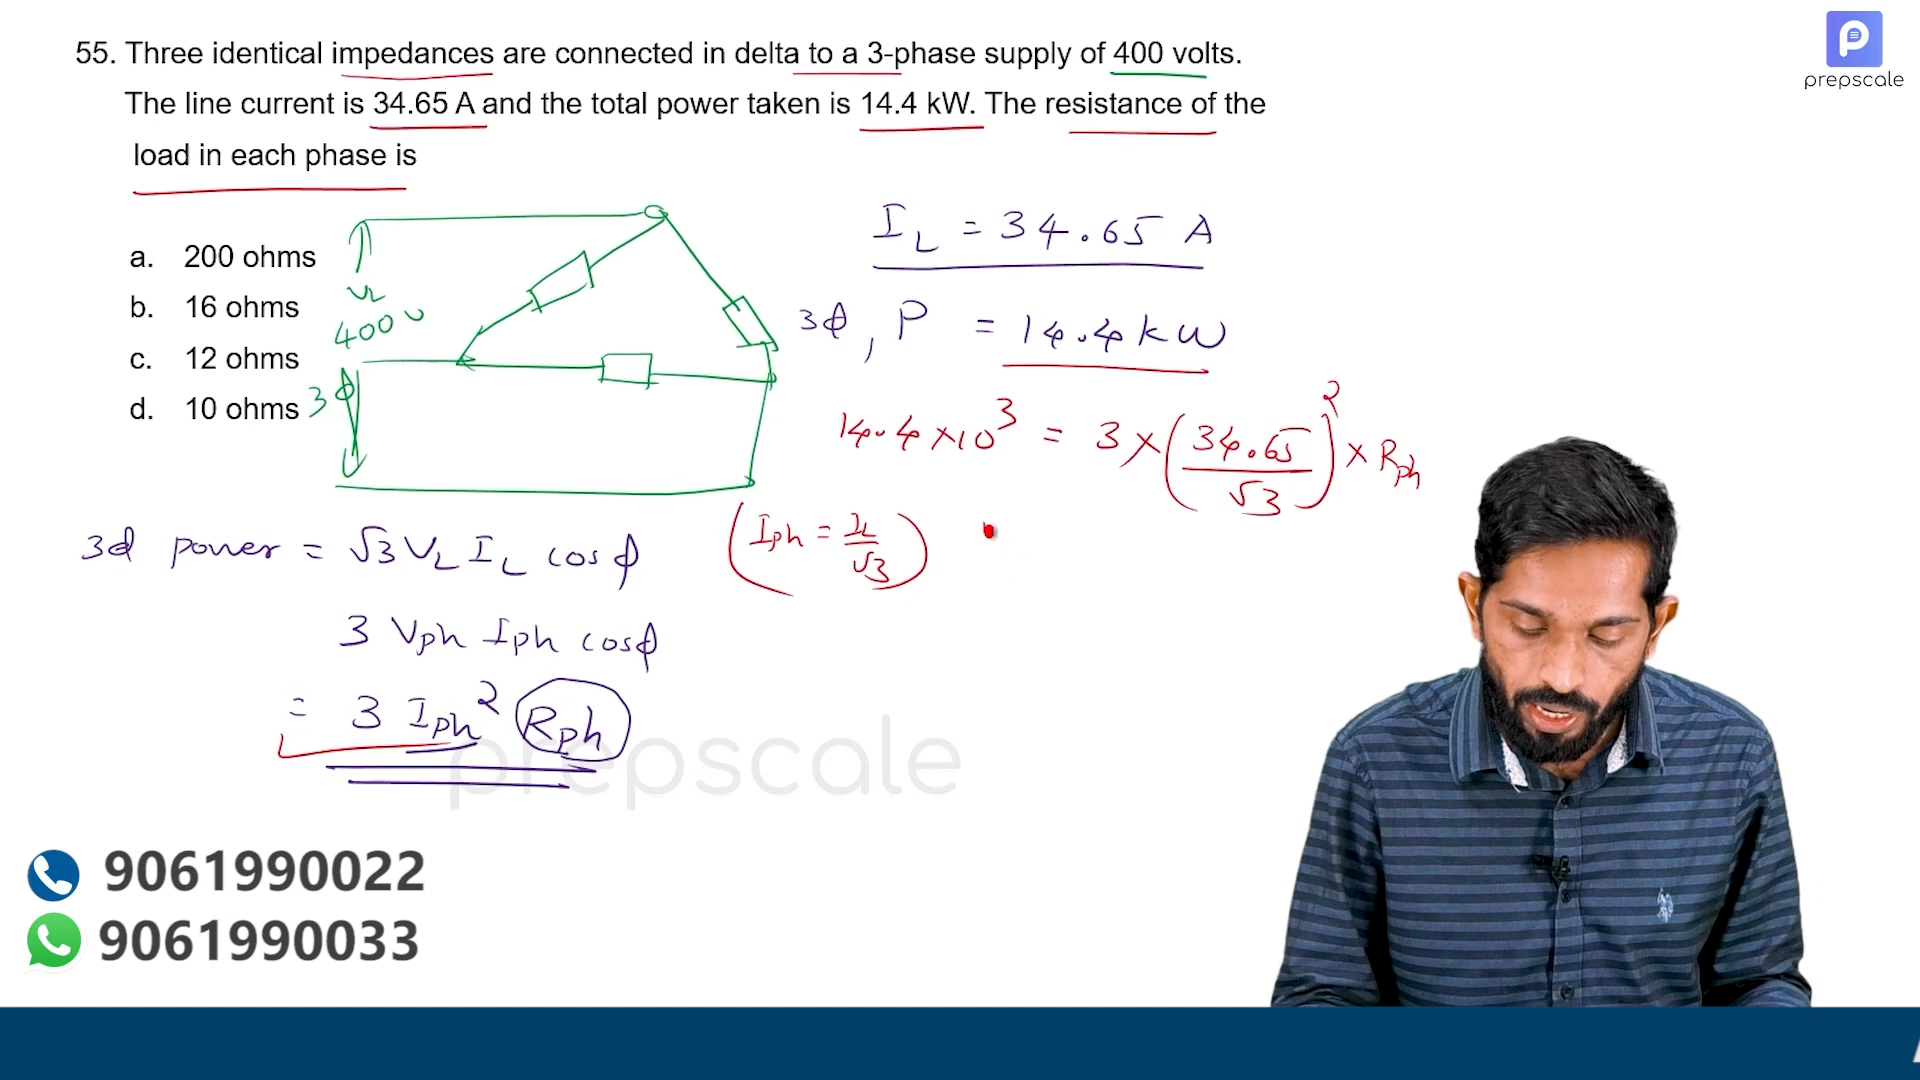 55. Three identical impedances are connected in delta to a 3-phase supply of 400 volts.
The line current is 34.65 A and the total power taken is 14.4 kW. The resistance of the
load in each phase is
a. 200 ohms
b. 16 ohms
c. 12 ohms
d. 10 ohms
prepscale
VL
400 V
3ϕ
IL = 34.65 A
3ϕ, P = 14.4 kW
14.4 × 10³ = 3 × (34.65/√3)² × Rph
(Iph = IL/√3)
3ϕ power = √3 VL IL cos ϕ
3 Vph Iph cosϕ
= 3 Iph² Rph
prepscale
9061990022
9061990033